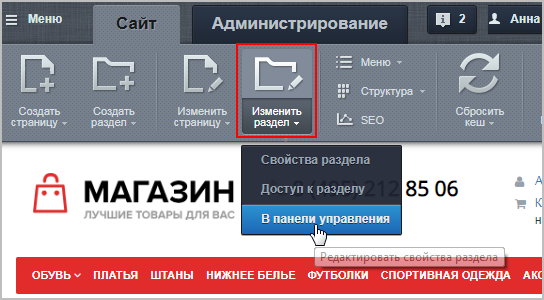 Меню
Сайт
Администрирование
2
Анна
Создать страницу
Создать раздел
Изменить страницу
Изменить раздел
Меню
Структура
SEO
Сбросить кеш
Свойства раздела
Доступ к разделу
В панели управления
Редактировать свойства раздела
МАГАЗИН
ЛУЧШИЕ ТОВАРЫ ДЛЯ ВАС
212 85 06
ОБУВЬ ПЛАТЬЯ ШТАНЫ НИЖНЕЕ БЕЛЬЕ ФУТБОЛКИ СПОРТИВНАЯ ОДЕЖДА